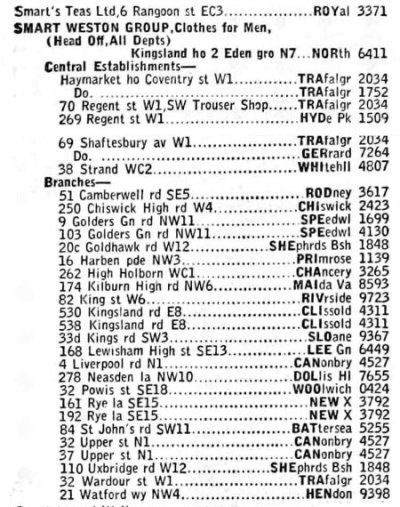 Smart's Teas Ltd,6 Rangoon st EC3..................ROYal 3371
SMART WESTON GROUP,Clothes for Men,
(Head Off,All Depts)
Kingsland ho 2 Eden gro N7...NORth 6411
Central Establishments—
Haymarket ho Coventry st W1.............TRAfalgr 2034
Do. ........................................TRAfalgr 1752
70 Regent st W1,SW Trouser Shop......TRAfalgr 2034
269 Regent st W1..........................HYDe Pk 1509
69 Shaftesbury av W1.....................TRAfalgr 2034
Do. ........................................GERrard 7264
38 Strand WC2.............................WHItehll 4807
Branches—
51 Camberwell rd SE5.....................RODney 3617
250 Chiswick High rd W4.................CHIswick 2423
9 Golders Gn rd NW11....................SPEedwl 1699
103 Golders Gn rd NW11..................SPEedwl 4130
20c Goldhawk rd W12................SHEphrds Bsh 1848
16 Harben pde NW3.......................PRImrose 1139
262 High Holborn WC1....................CHAncery 3265
174 Kilburn High rd NW6.................MAIda Va 8593
82 King st W6..............................RIVrside 9723
530 Kingsland rd E8.......................CLIssold 4311
538 Kingsland rd E8.......................CLIssold 4311
33d Kings rd SW3...........................SLOane 9367
168 Lewisham High st SE13...............LEE Gn 6449
4 Liverpool rd N1.........................CANonbry 4527
278 Neasden la NW10.....................DOLlis Hl 7655
32 Powis st SE18..........................WOOlwich 0424
161 Rye la SE15............................NEW X 3792
192 Rye la SE15............................NEW X 3792
84 St John's rd SW11....................BATtersea 5255
32 Upper st N1............................CANonbry 4527
37 Upper st N1............................CANonbry 4527
110 Uxbridge rd W12................SHEphrds Bsh 1848
32 Wardour st W1........................TRAfalgr 2034
21 Watford wy NW4........................HENdon 9398